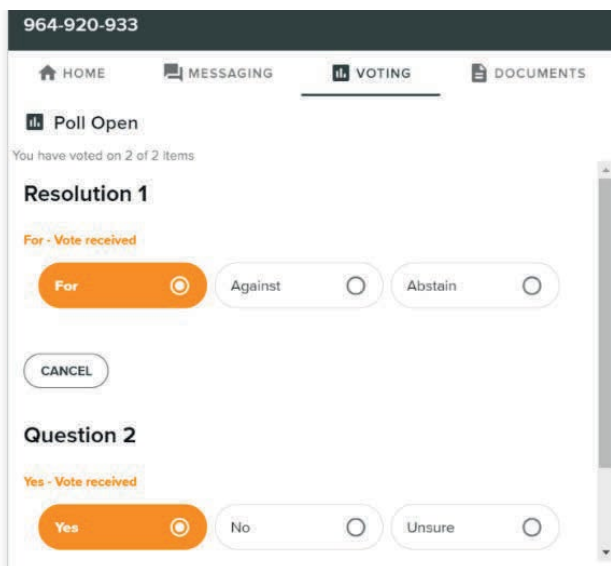 964-920-933
HOME MESSAGING VOTING DOCUMENTS
Poll Open
You have voted on 2 of 2 items
Resolution 1
For - Vote received
For Against Abstain
CANCEL
Question 2
Yes - Vote received
Yes No Unsure